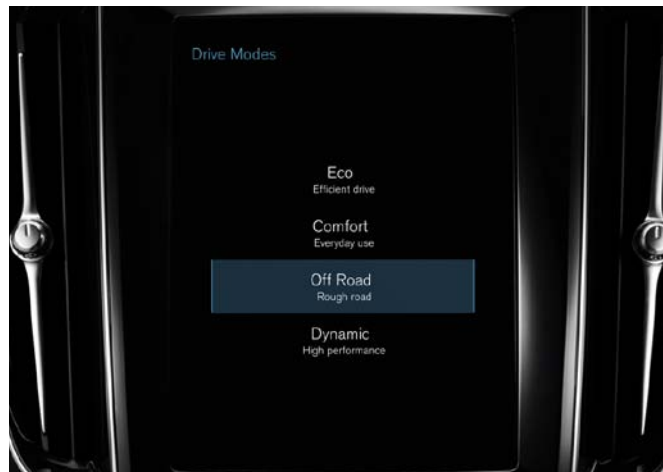 Drive Modes
Eco
Efficient drive
Comfort
Everyday use
Off Road
Rough road
Dynamic
High performance